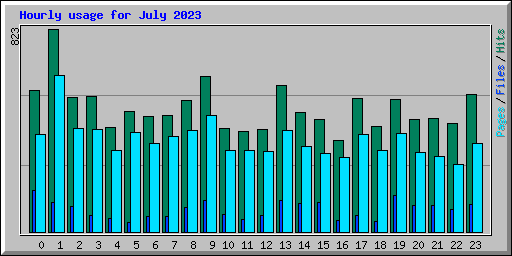 Hourly usage for July 2023
823
Pages/Files/Hits
0 1 2 3 4 5 6 7 8 9 10 11 12 13 14 15 16 17 18 19 20 21 22 23